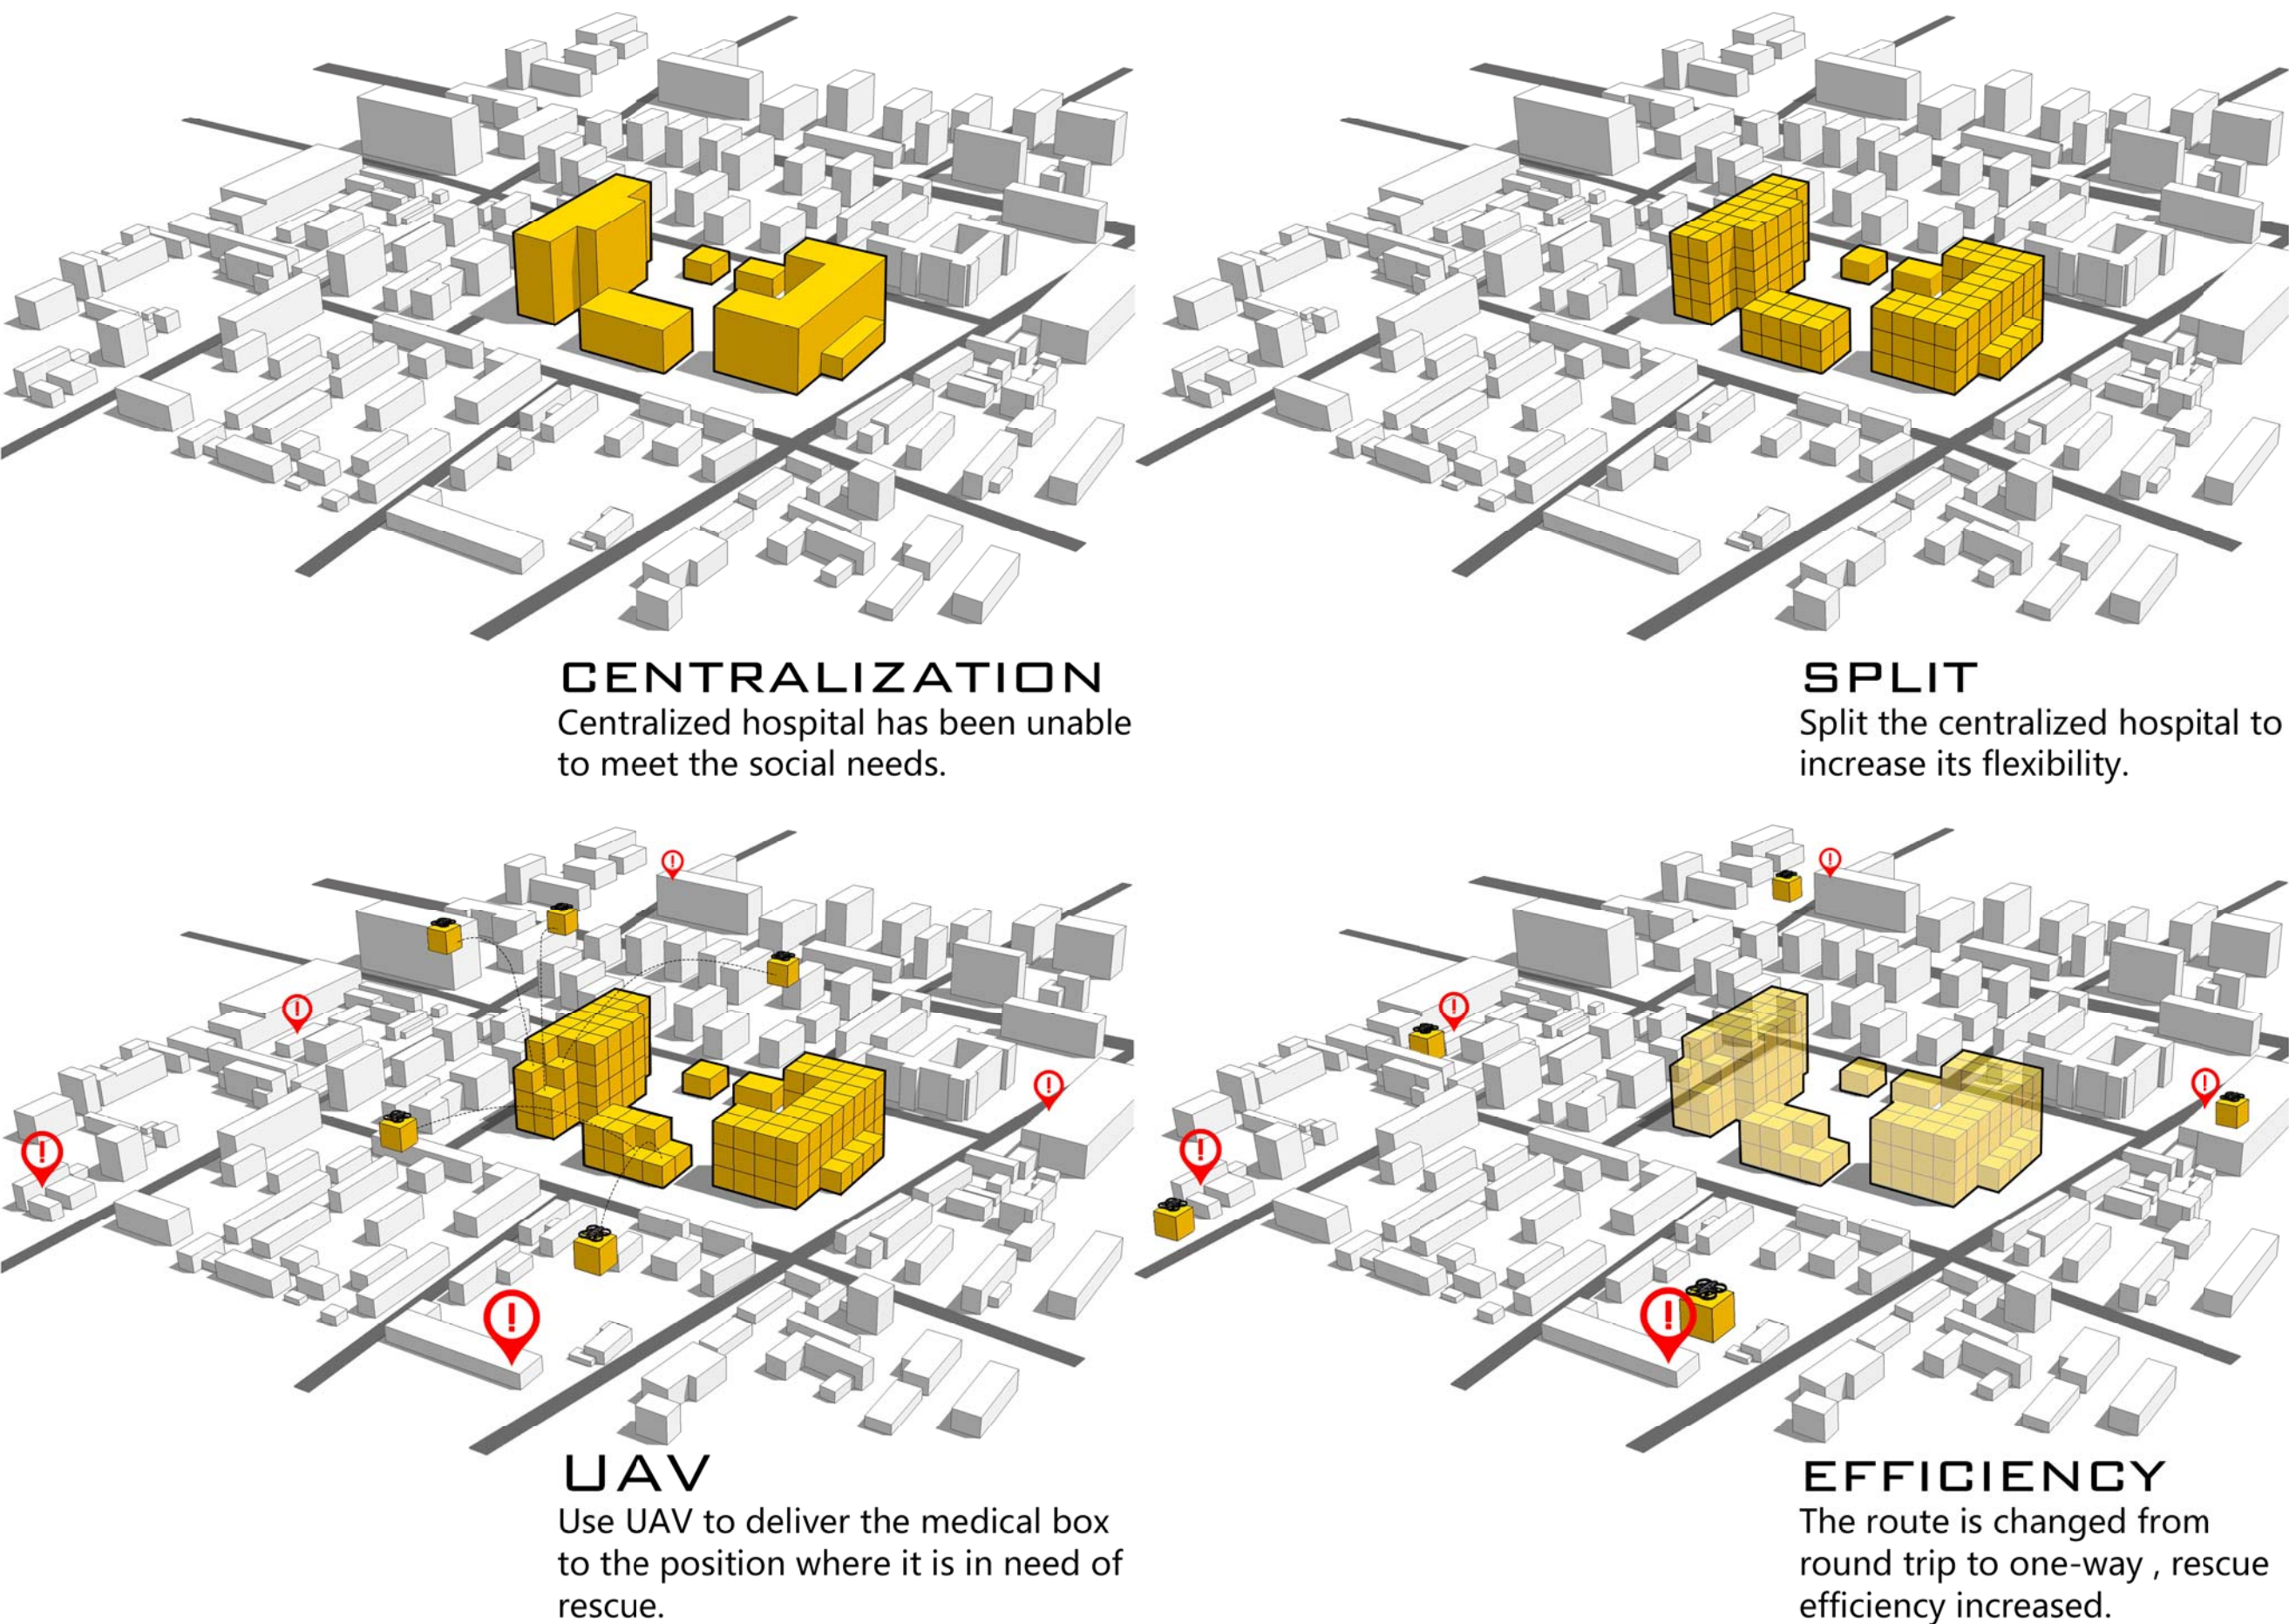 CENTRALIZATION
Centralized hospital has been unable
to meet the social needs.
SPLIT
Split the centralized hospital to
increase its flexibility.
UAV
Use UAV to deliver the medical box
to the position where it is in need of
rescue.
EFFICIENCY
The route is changed from
round trip to one-way , rescue
efficiency increased.